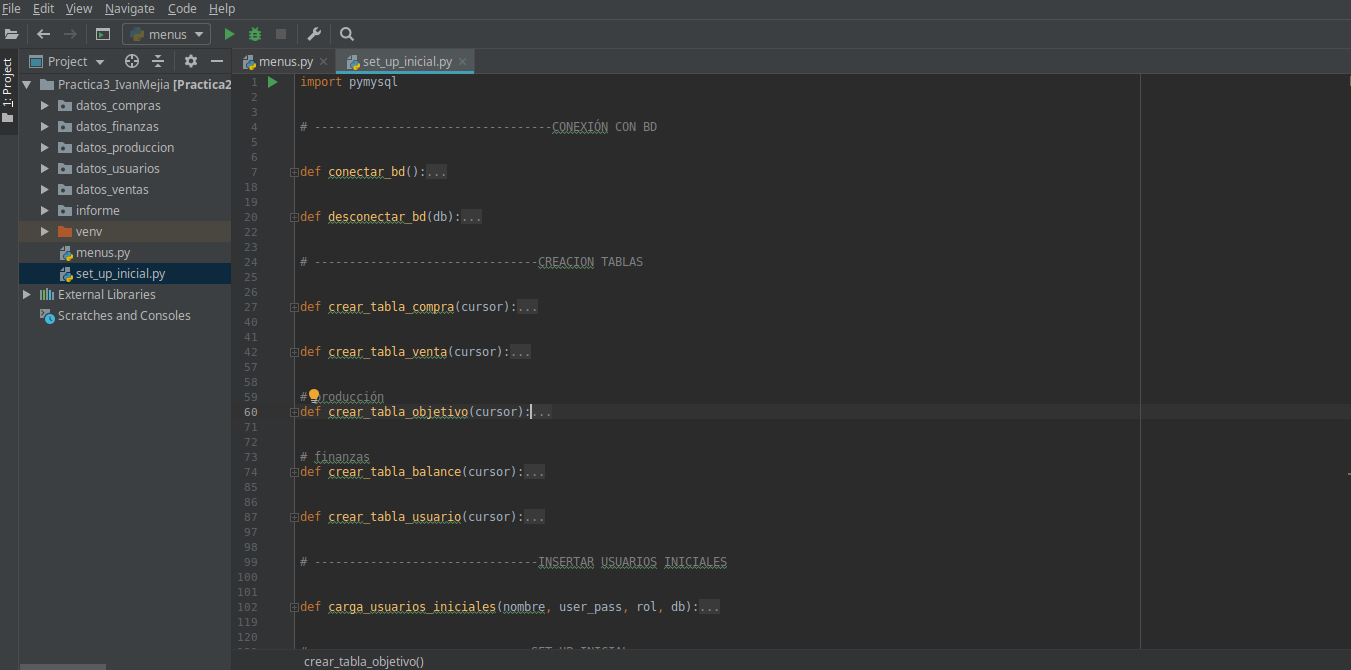 File Edit View Navigate Code Help
menus
Project
menus.py
set_up_inicial.py
1: Project
Practica3_IvanMejia [Practica2
datos_compras
datos_finanzas
datos_produccion
datos_usuarios
datos_ventas
informe
venv
menus.py
set_up_inicial.py
External Libraries
Scratches and Consoles
1 import pymysql
2
3
4 # ----------------------------------CONEXIÓN CON BD
5
6
7 def conectar_bd():...
18
19
20 def desconectar_bd(db):...
22
23
24 # --------------------------------CREACION TABLAS
25
26
27 def crear_tabla_compra(cursor):...
40
41
42 def crear_tabla_venta(cursor):...
57
58
59 # producción
60 def crear_tabla_objetivo(cursor):...
71
72
73 # finanzas
74 def crear_tabla_balance(cursor):...
85
86
87 def crear_tabla_usuario(cursor):...
97
98
99 # --------------------------------INSERTAR USUARIOS INICIALES
100
101
102 def carga_usuarios_iniciales(nombre, user_pass, rol, db):...
119
120
crear_tabla_objetivo()